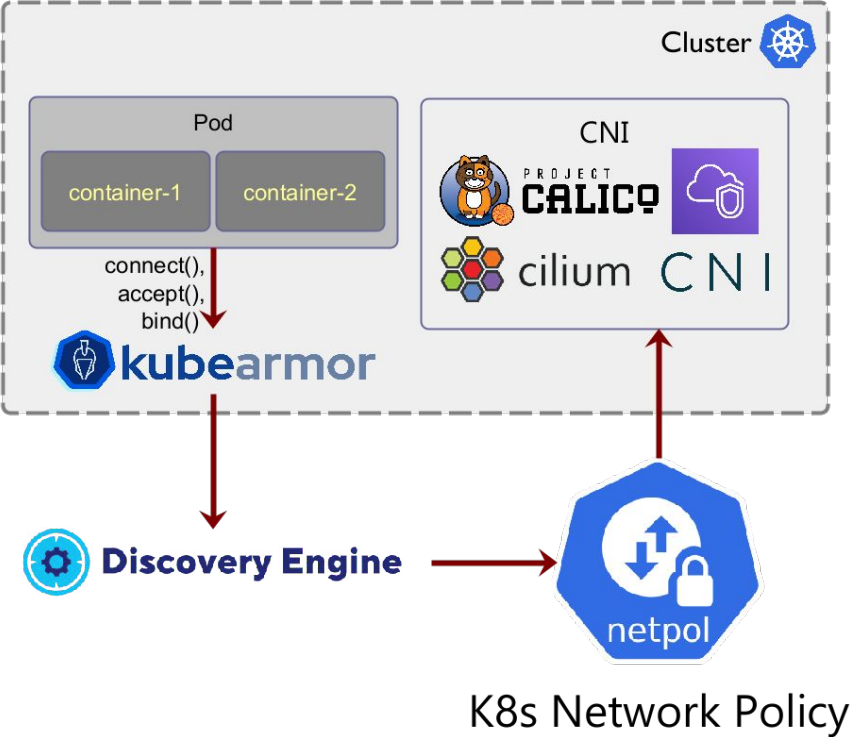 Cluster
Pod
container-1
container-2
connect(),
accept(),
bind()
kubearmor
CNI
PROJECT
CALICO
cilium
CNI
Discovery Engine
netpol
K8s Network Policy